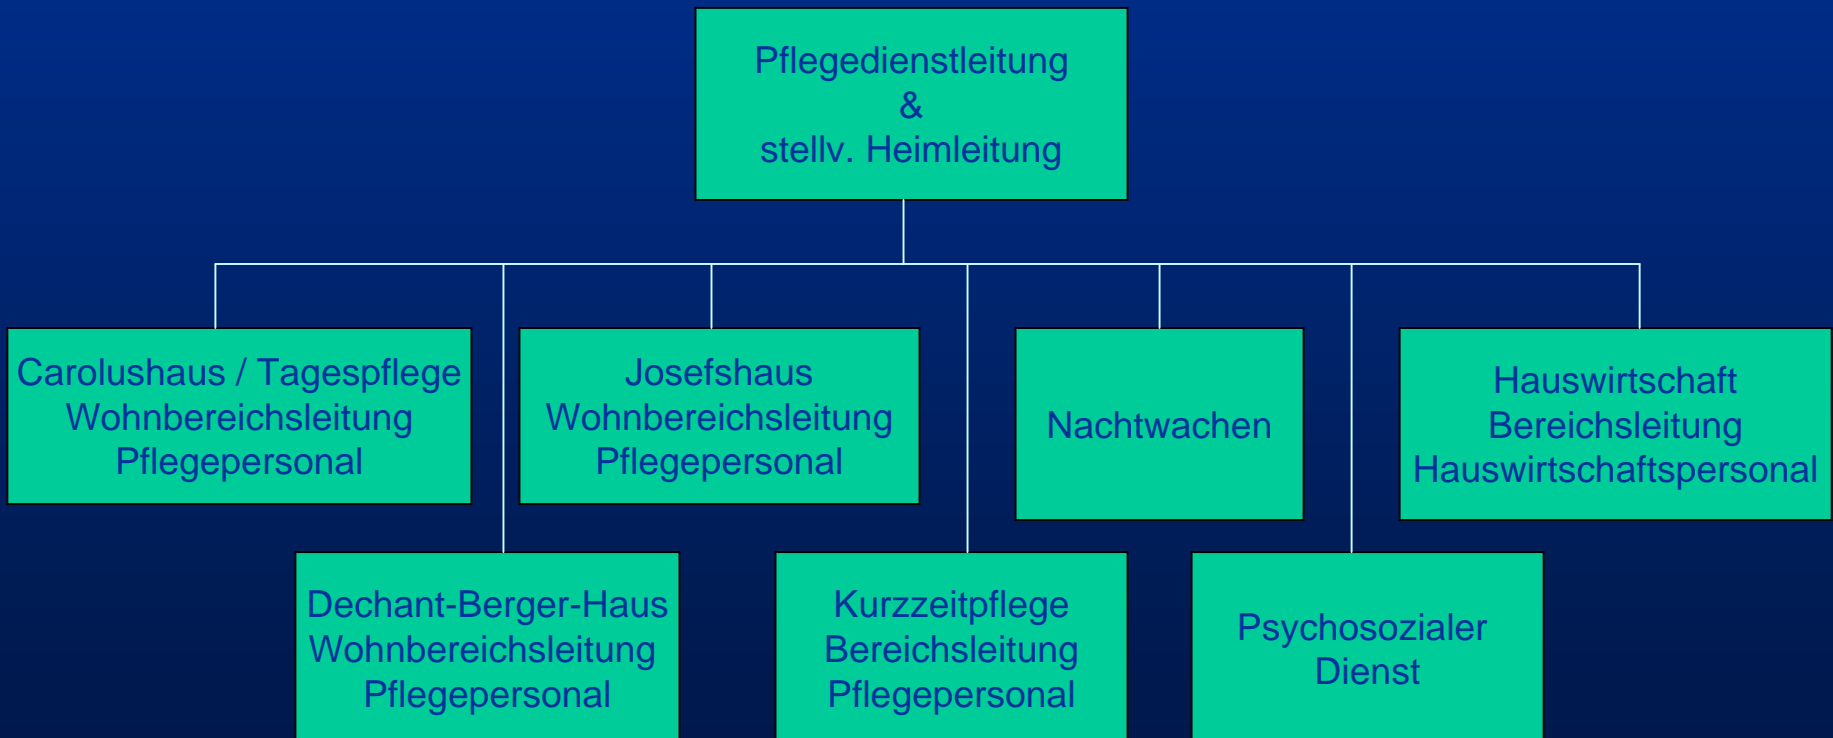 Pflegedienstleitung
&
stellv. Heimleitung
Carolushaus / Tagespflege
Wohnbereichsleitung
Pflegepersonal
Josefshaus
Wohnbereichsleitung
Pflegepersonal
Nachtwachen
Hauswirtschaft
Bereichsleitung
Hauswirtschaftspersonal
Dechant-Berger-Haus
Wohnbereichsleitung
Pflegepersonal
Kurzzeitpflege
Bereichsleitung
Pflegepersonal
Psychosozialer
Dienst